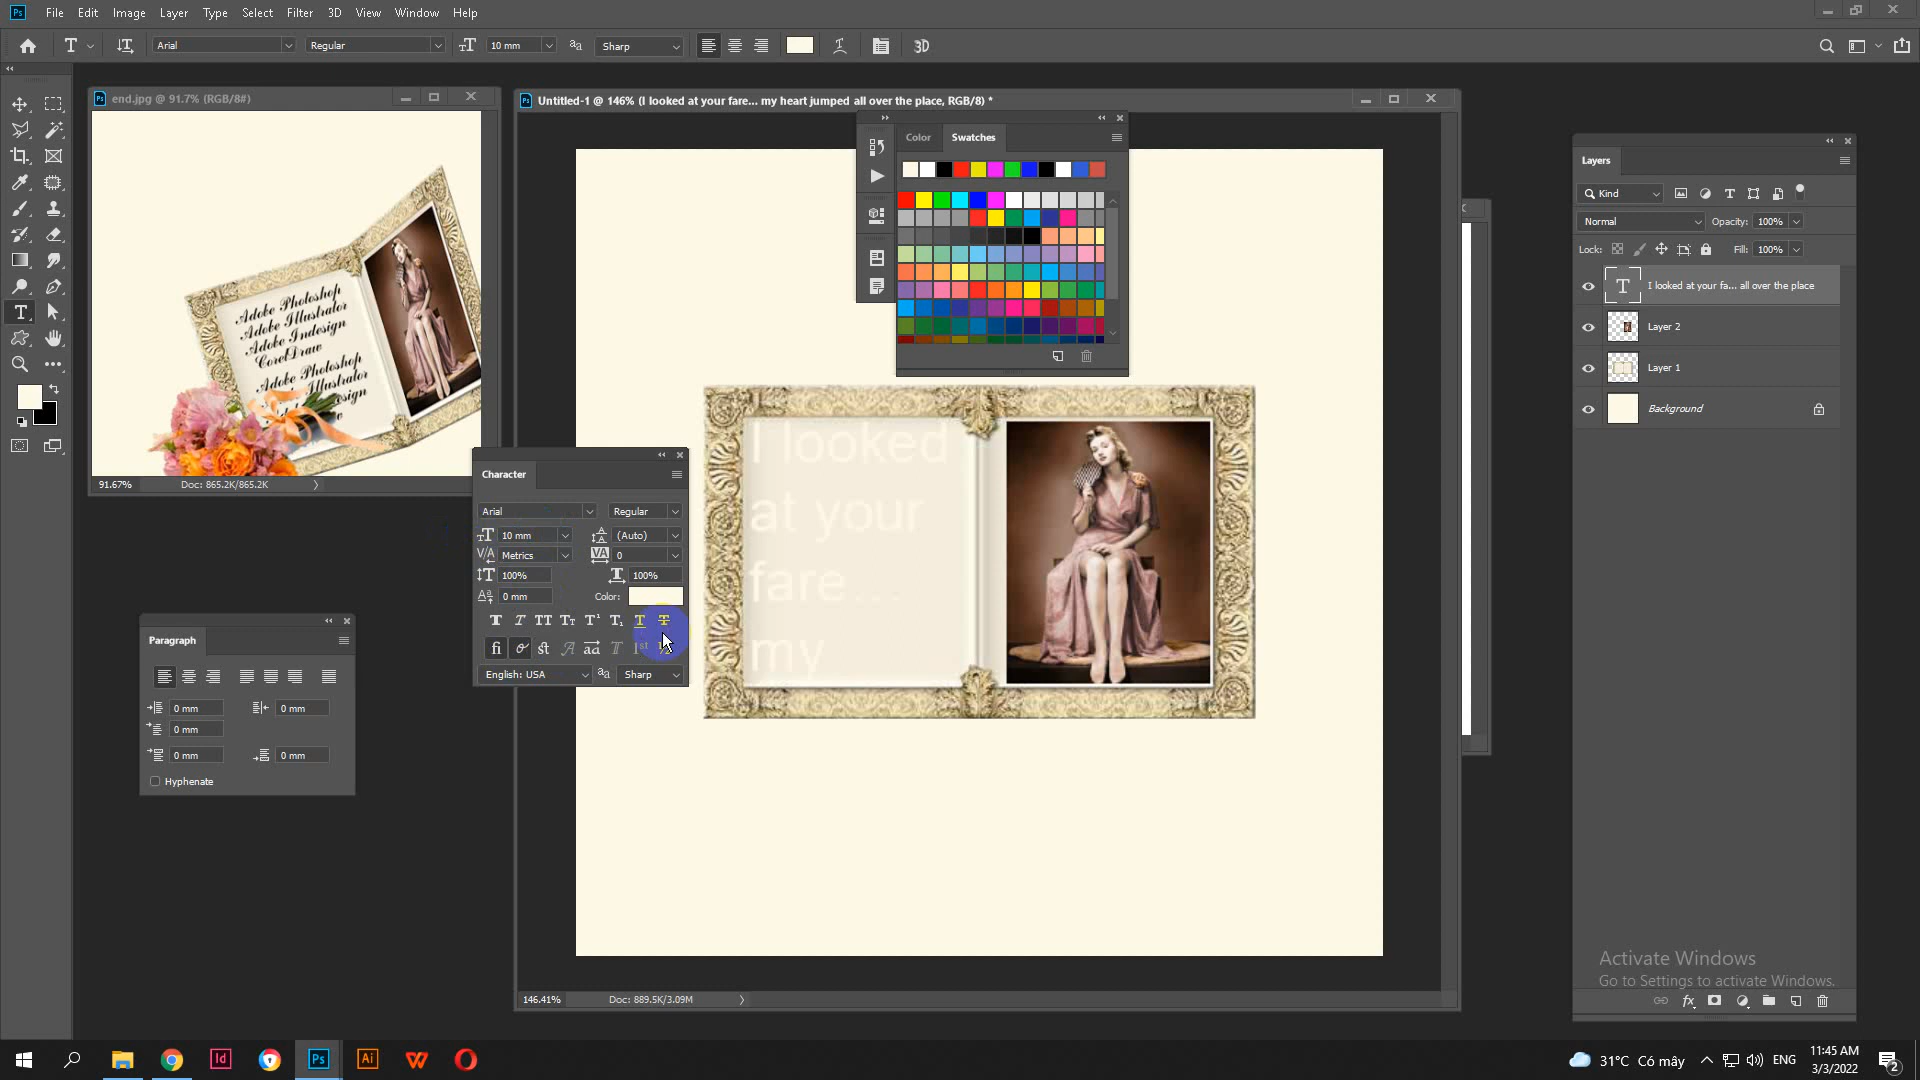 Ps File Edit Image Layer Type Select Filter 3D View Window Help
Arial Regular 10 mm Sharp 3D
end.jpg @ 91.7% (RGB/8#)
Untitled-1 @ 146% (I looked at your fare... my heart jumped all over the place, RGB/8) *
Color Swatches
Layers
Kind
Normal Opacity: 100%
Lock: Fill: 100%
I looked at your fa... all over the place
Layer 2
Layer 1
Background
Adobe Photoshop
Adobe Illustrator
Adobe Indesign
CorelDraw
Adobe Photoshop
91.67% Doc: 865.2K/865.2K
I looked
at your
fare...
my
Character
Arial Regular
10 mm (Auto)
Metrics 0
100% 100%
0 mm Color:
English: USA Sharp
Paragraph
0 mm 0 mm
0 mm
0 mm 0 mm
Hyphenate
146.41% Doc: 889.5K/3.09M
Activate Windows
Go to Settings to activate Windows.
Id Ps Ai
31°C Có mây ENG 11:45 AM
3/3/2022
2